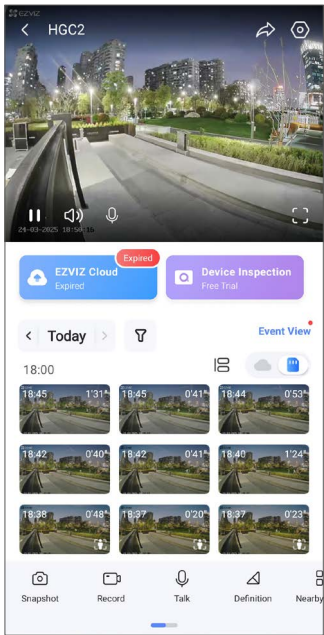 EZVIZ
HGC2
24-03-2025 18:50:16
Expired
EZVIZ Cloud
Expired
Device Inspection
Free Trial
Today
Event View
18:00
18:45 1'31"
18:45 0'41"
18:44 0'53"
18:42 0'40"
18:42 0'41"
18:40 1'24"
18:38 0'48"
18:37 0'20"
18:37 0'23"
Snapshot
Record
Talk
Definition
Nearby